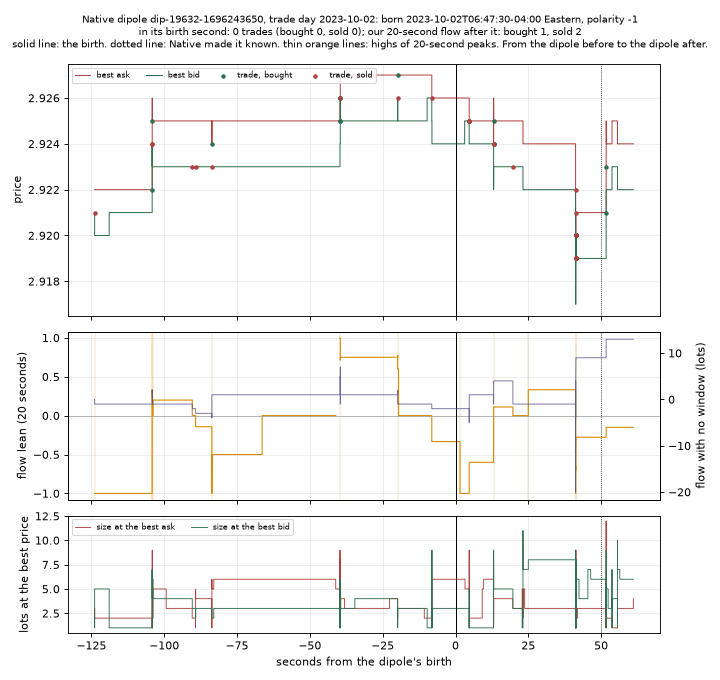 Native dipole dip-19632-1696243650, trade day 2023-10-02: born 2023-10-02T06:47:30-04:00 Eastern, polarity -1
in its birth second: 0 trades (bought 0, sold 0); our 20-second flow after it: bought 1, sold 2
solid line: the birth. dotted line: Native made it known. thin orange lines: highs of 20-second peaks. From the dipole before to the dipole after.
best ask
best bid
trade, bought
trade, sold
price
2.926
2.924
2.922
2.920
2.918
flow lean (20 seconds)
1.0
0.5
0.0
−0.5
−1.0
10
0
−10
−20
flow with no window (lots)
size at the best ask
size at the best bid
lots at the best price
12.5
10.0
7.5
5.0
2.5
−125
−100
−75
−50
−25
0
25
50
seconds from the dipole's birth